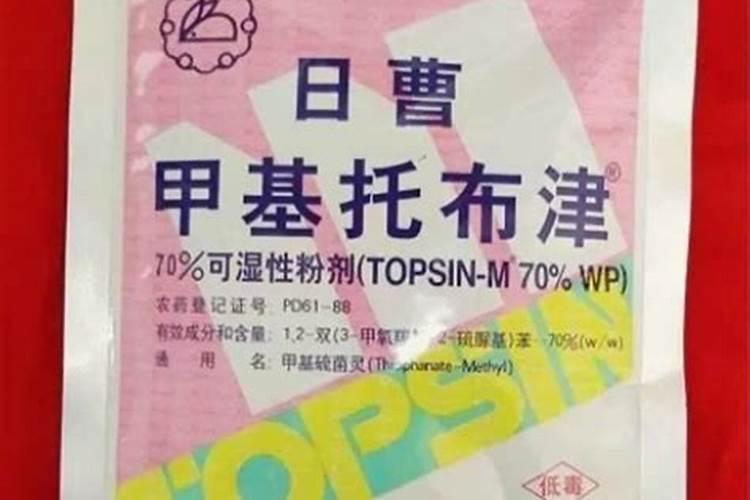 日曹
甲基托布津®
70%可湿性粉剂(TOPSIN-M 70% WP)
农药登记证号: PD61-88
有效成分和含量: 1,2-双(3-甲氧 2-硫脲基)苯--70%(w/w)
通用名: 甲基硫菌灵(Thiophanate-Methyl)
TOPSIN
低毒